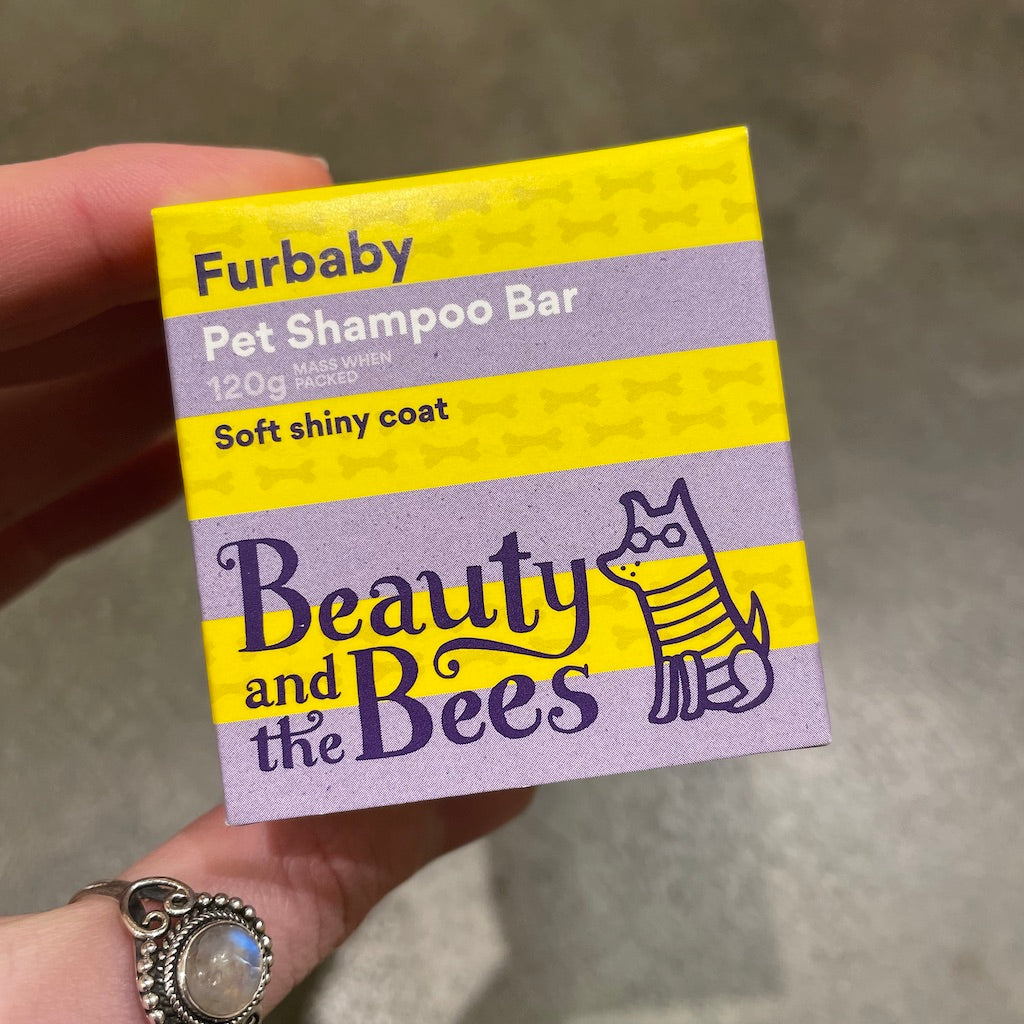 Furbaby
Pet Shampoo Bar
120g MASS WHEN
PACKED
Soft shiny coat
Beauty
and
the Bees